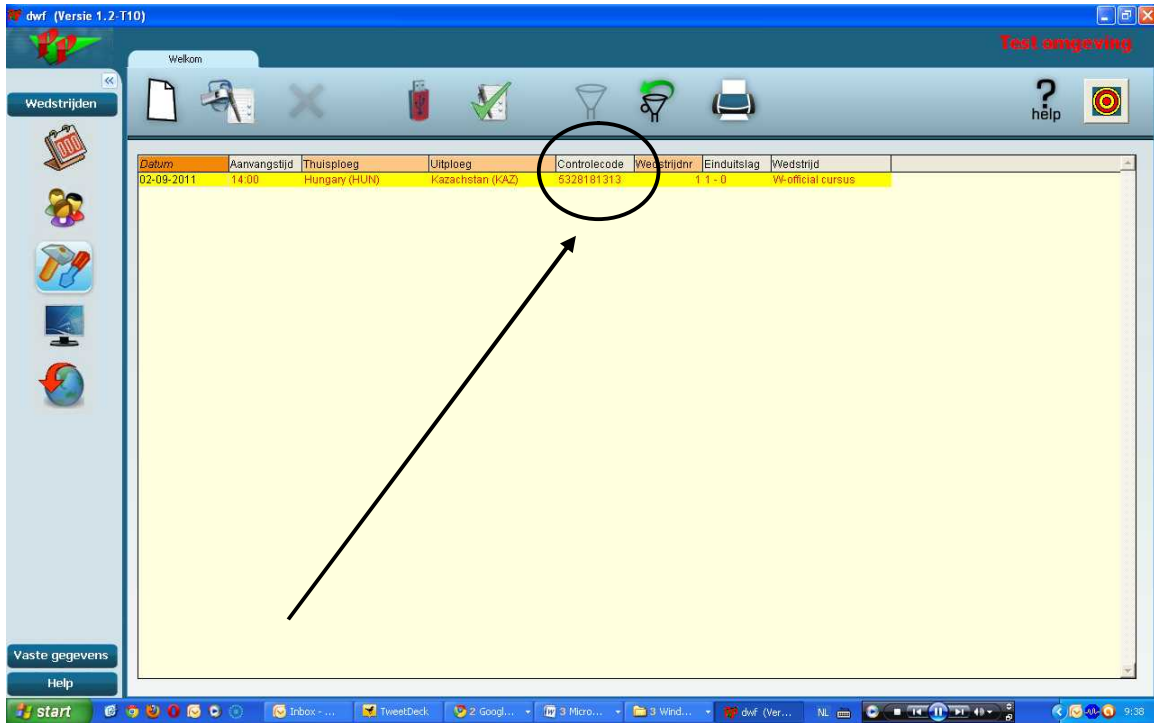 dwf (Versie 1.2-T10)
Test omgeving
Welkom
Wedstrijden
help
Datum Aanvangstijd Thuisploeg Uitploeg Controlecode Wedstrijdnr Einduitslag Wedstrijd
02-09-2011 14:00 Hungary (HUN) Kazachstan (KAZ) 5328181313 1 1 - 0 W-official cursus
Vaste gegevens
Help
start Inbox - ... TweetDeck 2 Googl... 3 Micro... 3 Wind... dwf (Ver... NL 9:38